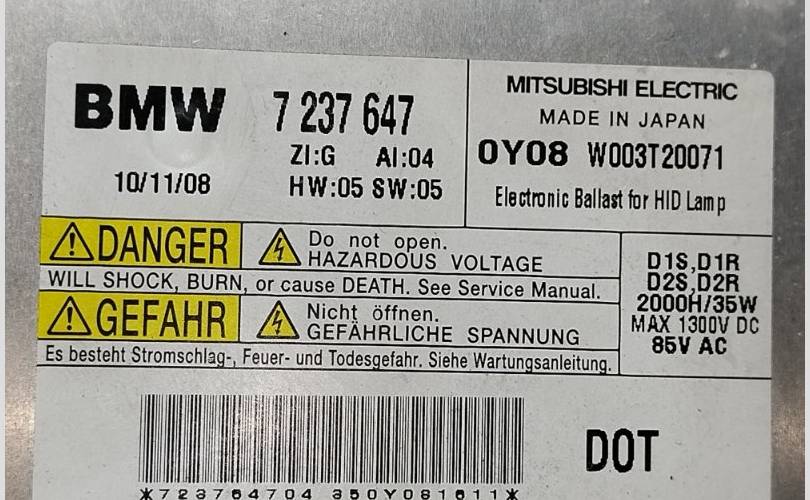 BMW 7 237 647
ZI:G AI:04
10/11/08 HW:05 SW:05
MITSUBISHI ELECTRIC
MADE IN JAPAN
0Y08 W003T20071
Electronic Ballast for HID Lamp
DANGER
Do not open.
HAZARDOUS VOLTAGE
WILL SHOCK, BURN, or cause DEATH. See Service Manual.
GEFAHR
Nicht öffnen.
GEFÄHRLICHE SPANNUNG
Es besteht Stromschlag-, Feuer- und Todesgefahr. Siehe Wartungsanleitung.
D1S,D1R
D2S,D2R
2000H/35W
MAX 1300V DC
85V AC
DOT
*723764704 350Y081611*